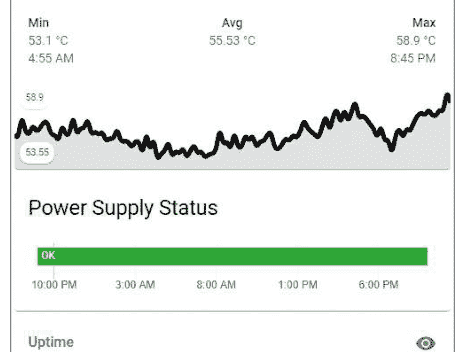 Min Avg Max
53.1 °C 55.53 °C 58.9 °C
4:55 AM 8:45 PM
58.9
53.55
Power Supply Status
OK
10:00 PM 3:00 AM 8:00 AM 1:00 PM 6:00 PM
Uptime